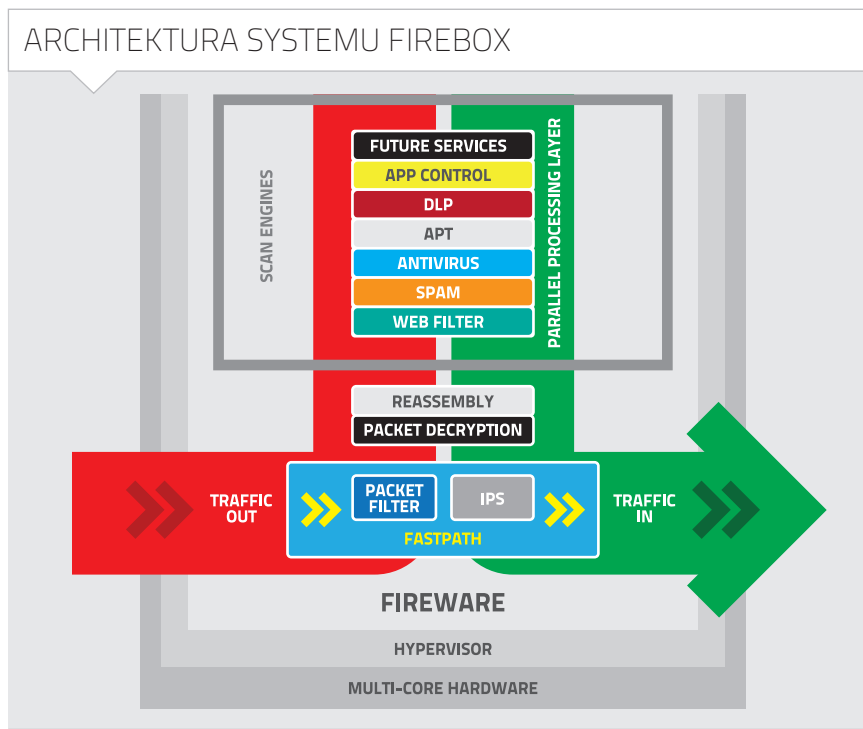 ARCHITEKTURA SYSTEMU FIREBOX
SCAN ENGINES
FUTURE SERVICES
APP CONTROL
DLP
APT
ANTIVIRUS
SPAM
WEB FILTER
PARALLEL PROCESSING LAYER
REASSEMBLY
PACKET DECRYPTION
TRAFFIC
OUT
PACKET
FILTER
IPS
FASTPATH
TRAFFIC
IN
FIREWARE
HYPERVISOR
MULTI-CORE HARDWARE